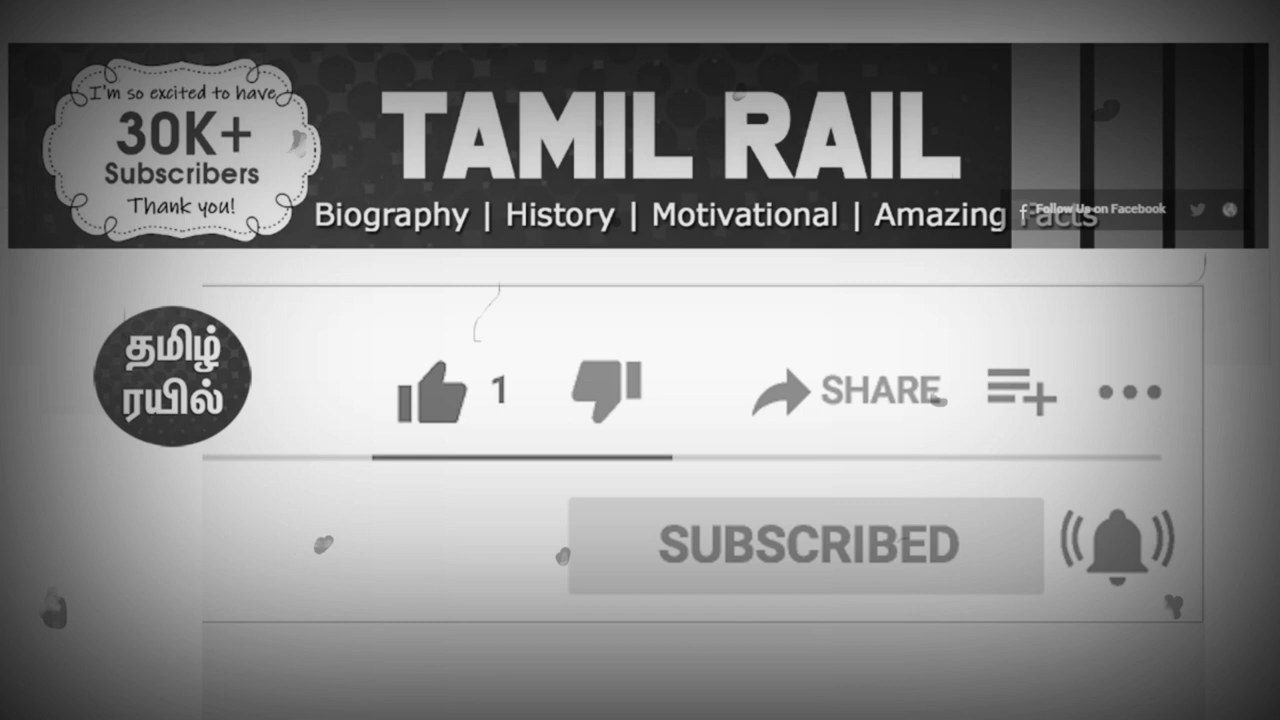 I'm so excited to have
30K+
Subscribers
Thank you!
TAMIL RAIL
Biography | History | Motivational | Amazing Facts
Follow Us on Facebook
தமிழ்
ரயில்
1
SHARE
SUBSCRIBED